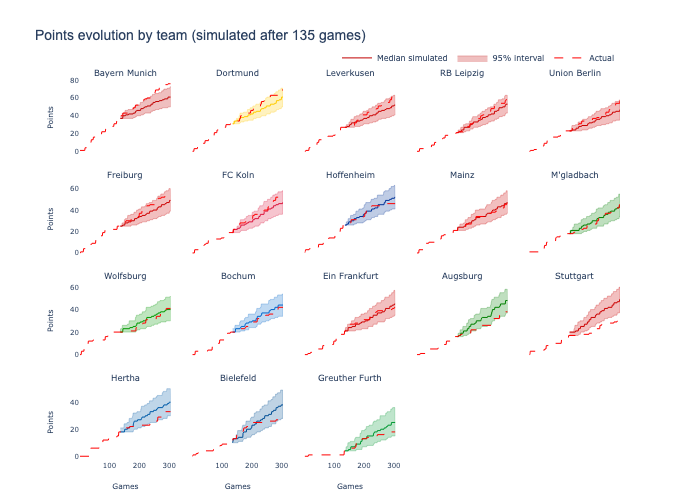 Points evolution by team (simulated after 135 games)
Median simulated 95% interval Actual
Bayern Munich Dortmund Leverkusen RB Leipzig Union Berlin
80
60
40
20
0
Points
Freiburg FC Koln Hoffenheim Mainz M'gladbach
60
40
20
0
Points
Wolfsburg Bochum Ein Frankfurt Augsburg Stuttgart
60
40
20
0
Points
Hertha Bielefeld Greuther Furth
40
20
0
Points
100 200 300 100 200 300 100 200 300
Games Games Games